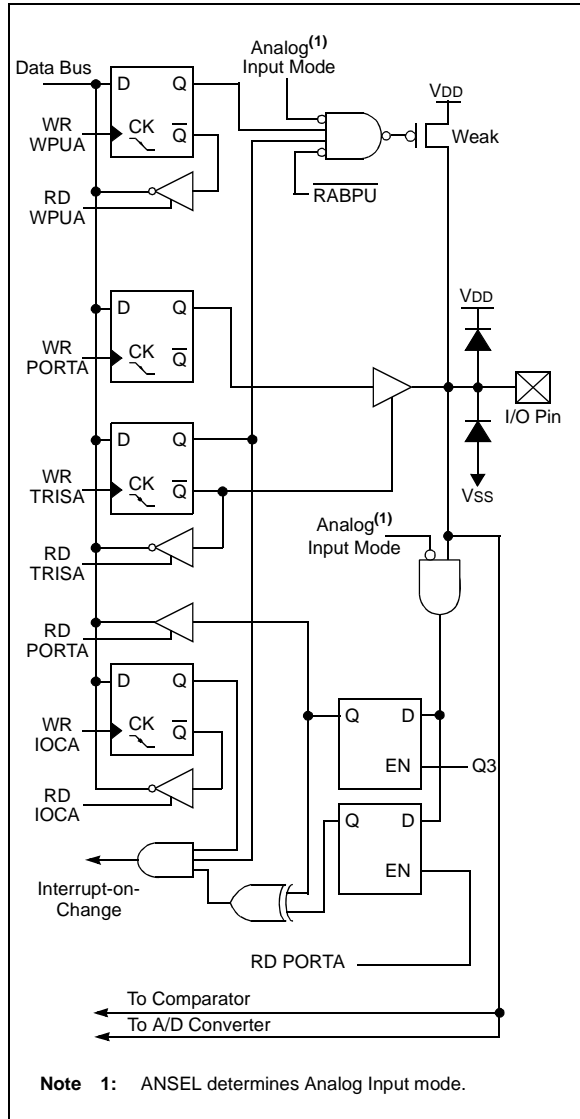 Analog(1)
Input Mode
Data Bus
D Q
VDD
WR
WPUA
CK Q
Weak
RD
WPUA
RABPU
D Q
VDD
WR
PORTA
CK Q
I/O Pin
D Q
WR
TRISA
CK Q
VSS
Analog(1)
Input Mode
RD
TRISA
RD
PORTA
D Q
Q D
WR
IOCA
CK Q
EN
Q3
RD
IOCA
Q D
EN
Interrupt-on-
Change
RD PORTA
To Comparator
To A/D Converter
Note 1: ANSEL determines Analog Input mode.